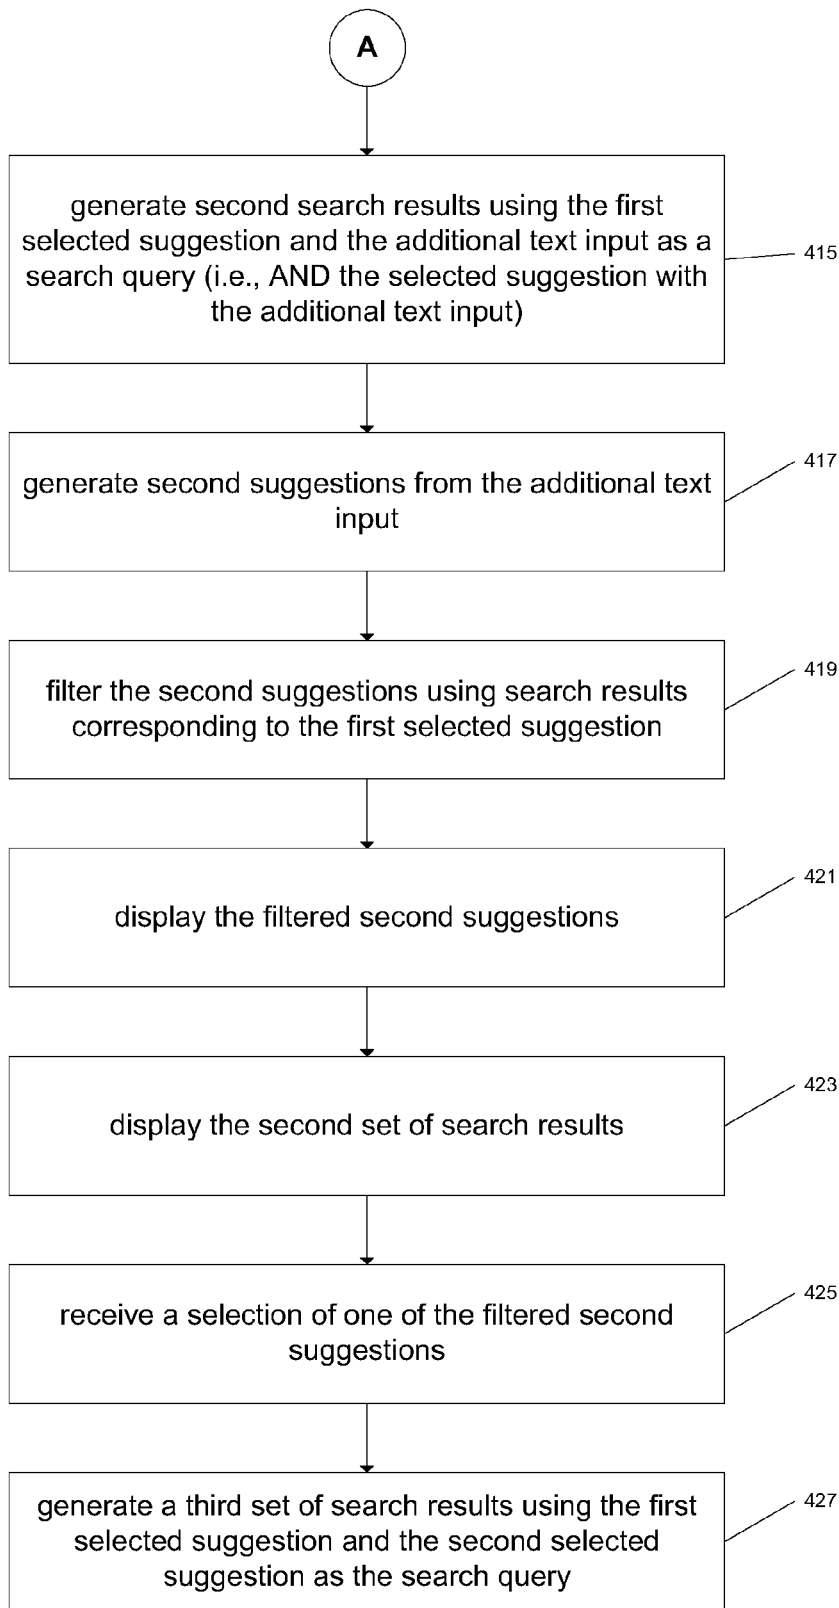 A
generate second search results using the first
selected suggestion and the additional text input as a
search query (i.e., AND the selected suggestion with
the additional text input)
415
generate second suggestions from the additional text
input
417
filter the second suggestions using search results
corresponding to the first selected suggestion
419
display the filtered second suggestions
421
display the second set of search results
423
receive a selection of one of the filtered second
suggestions
425
generate a third set of search results using the first
selected suggestion and the second selected
suggestion as the search query
427